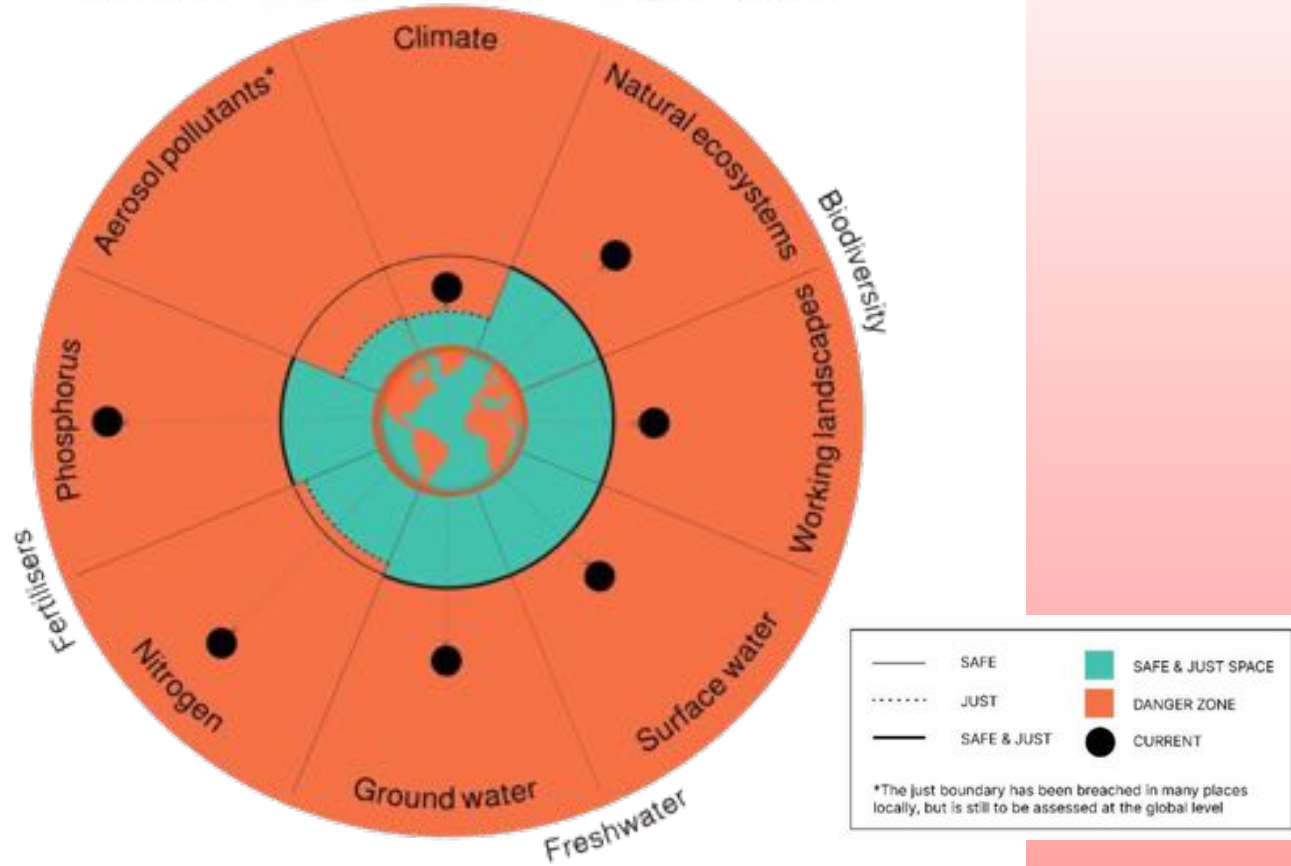 Climate
Natural ecosystems
Biodiversity
Working landscapes
Surface water
Freshwater
Ground water
Nitrogen
Fertilisers
Phosphorus
Aerosol pollutants*
SAFE
JUST
SAFE & JUST
SAFE & JUST SPACE
DANGER ZONE
CURRENT
*The just boundary has been breached in many places
locally, but is still to be assessed at the global level